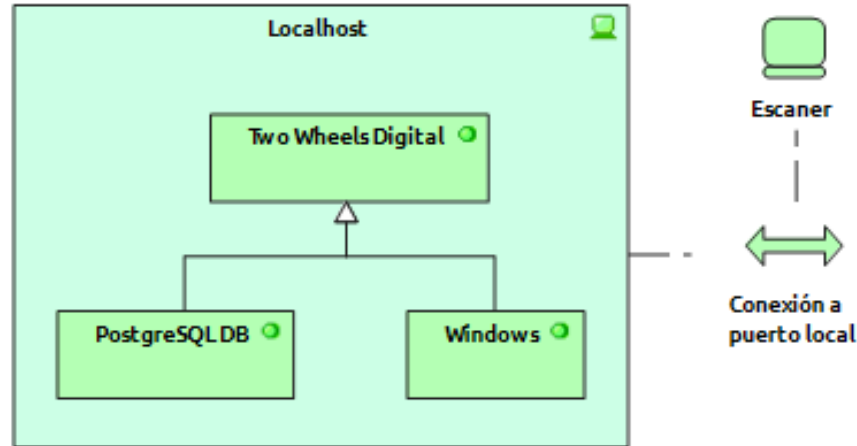 Localhost
Two Wheels Digital
PostgreSQL DB
Windows
Escaner
Conexión a
puerto local